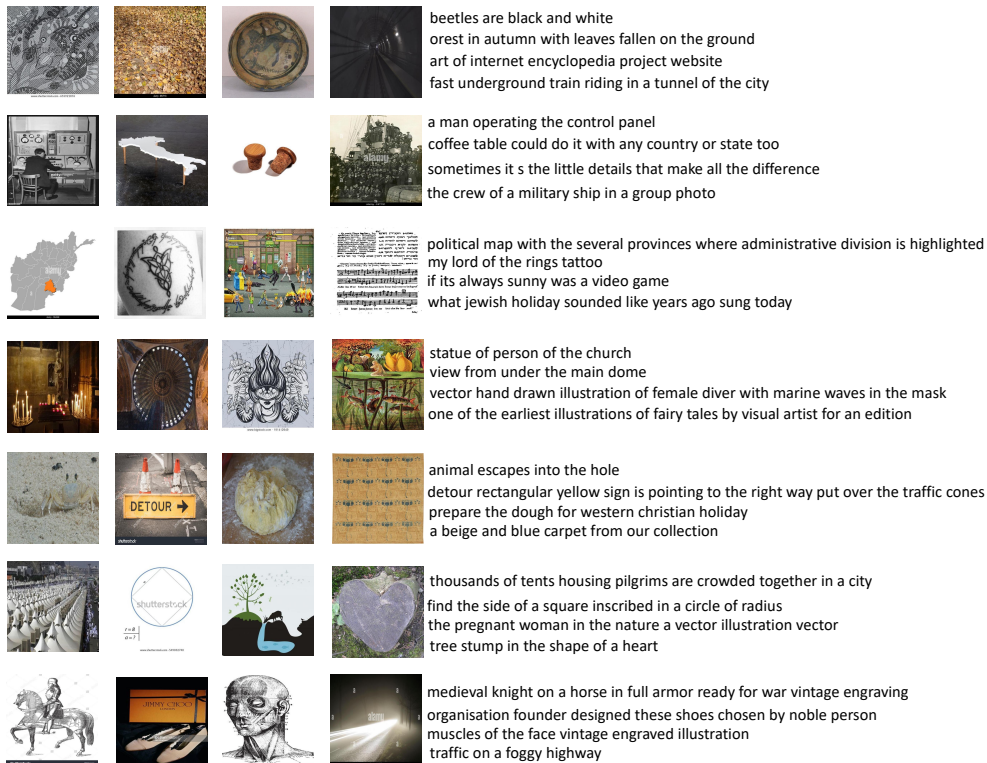 beetles are black and white
orest in autumn with leaves fallen on the ground
art of internet encyclopedia project website
fast underground train riding in a tunnel of the city
a man operating the control panel
coffee table could do it with any country or state too
sometimes it s the little details that make all the difference
alamy
the crew of a military ship in a group photo
political map with the several provinces where administrative division is highlighted
alamy
my lord of the rings tattoo
if its always sunny was a video game
what jewish holiday sounded like years ago sung today
statue of person of the church
view from under the main dome
vector hand drawn illustration of female diver with marine waves in the mask
one of the earliest illustrations of fairy tales by visual artist for an edition
animal escapes into the hole
detour rectangular yellow sign is pointing to the right way put over the traffic cones
DETOUR
prepare the dough for western christian holiday
a beige and blue carpet from our collection
shutterstock
thousands of tents housing pilgrims are crowded together in a city
shutterstock
find the side of a square inscribed in a circle of radius
the pregnant woman in the nature a vector illustration vector
r=8
a=?
tree stump in the shape of a heart
medieval knight on a horse in full armor ready for war vintage engraving
JIMMY CHOO
alamy
organisation founder designed these shoes chosen by noble person
muscles of the face vintage engraved illustration
traffic on a foggy highway